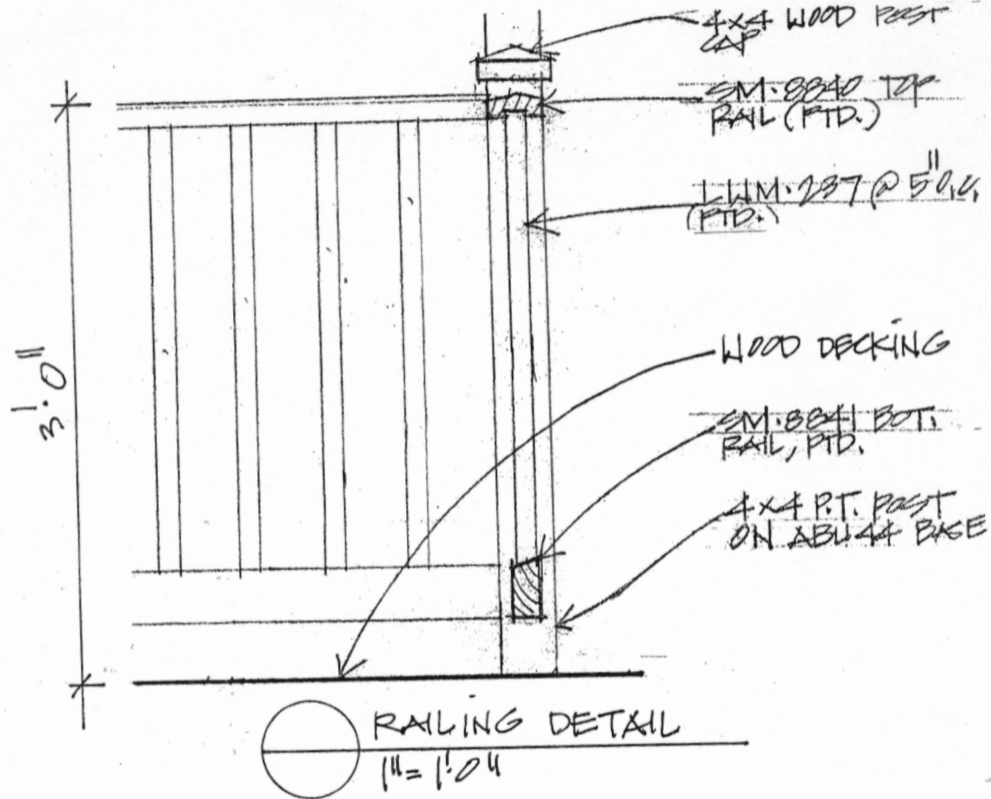 4x4 WOOD POST
CAP
SM·8840 TOP
RAIL (PTD.)
LWM·237 @ 5" O.C.
(PTD.)
3'·0"
WOOD DECKING
SM·8841 BOT.
RAIL, PTD.
4x4 P.T. POST
ON ABU44 BASE
RAILING DETAIL
1" = 1'·0"